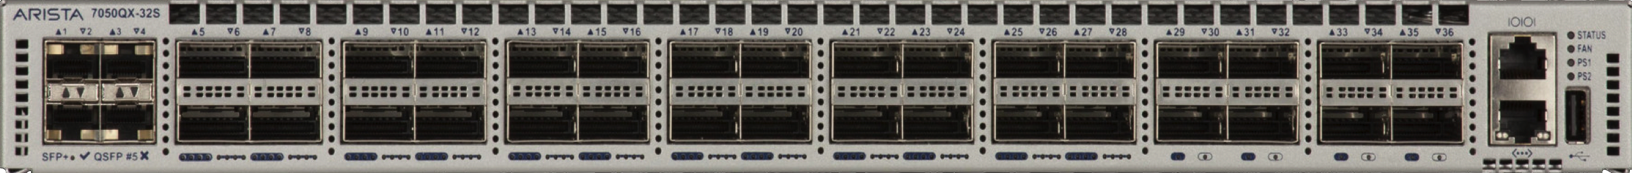 ARISTA 7050QX-32S
▲1 ▽2 ▲3 ▽4 ▲5 ▽6 ▲7 ▽8 ▲9 ▽10 ▲11 ▽12 ▲13 ▽14 ▲15 ▽16 ▲17 ▽18 ▲19 ▽20 ▲21 ▽22 ▲23 ▽24 ▲25 ▽26 ▲27 ▽28 ▲29 ▽30 ▲31 ▽32 ▲33 ▽34 ▲35 ▽36
IOIOI
STATUS
FAN
PS1
PS2
SFP+● ✔ QSFP #5 ✘